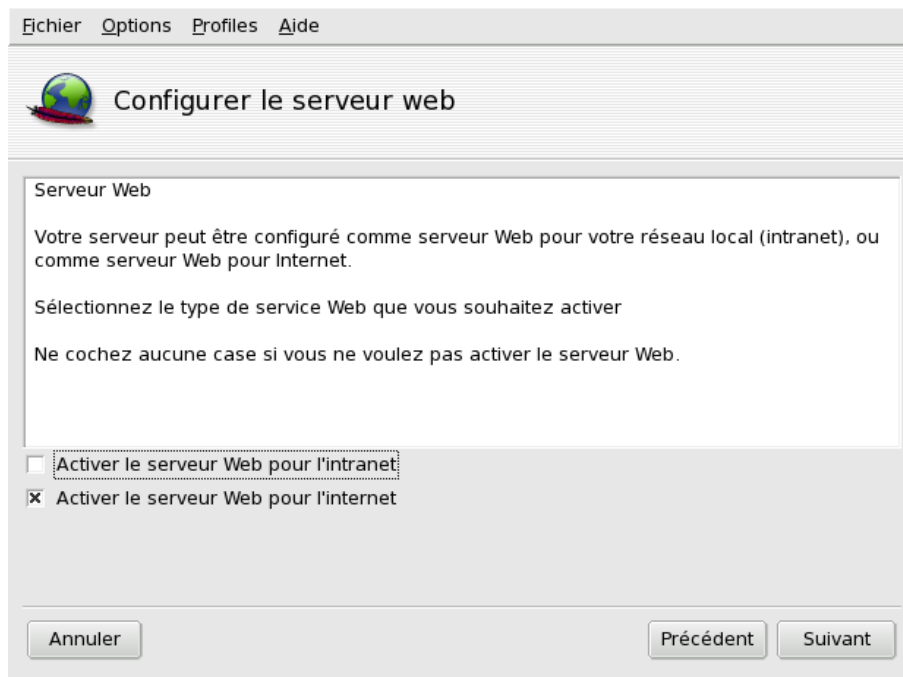 Fichier Options Profiles Aide
Configurer le serveur web
Serveur Web
Votre serveur peut être configuré comme serveur Web pour votre réseau local (intranet), ou
comme serveur Web pour Internet.
Sélectionnez le type de service Web que vous souhaitez activer
Ne cochez aucune case si vous ne voulez pas activer le serveur Web.
Activer le serveur Web pour l'intranet
Activer le serveur Web pour l'internet
Annuler Précédent Suivant